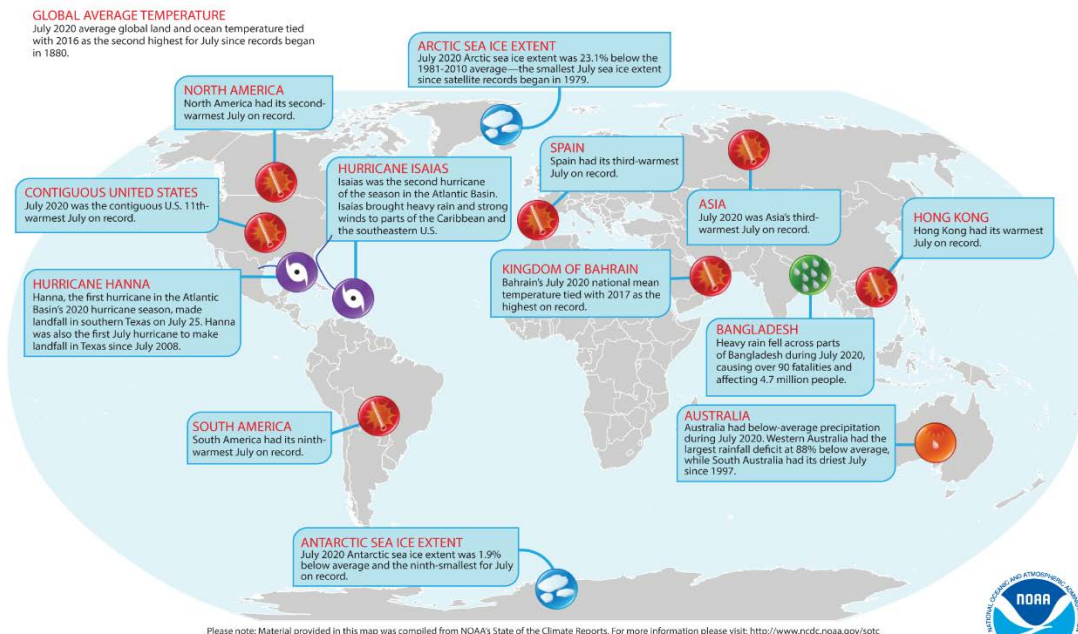 GLOBAL AVERAGE TEMPERATURE
July 2020 average global land and ocean temperature tied
with 2016 as the second highest for July since records began
in 1880.
ARCTIC SEA ICE EXTENT
July 2020 Arctic sea ice extent was 23.1% below the
1981-2010 average—the smallest July sea ice extent
since satellite records began in 1979.
NORTH AMERICA
North America had its second-
warmest July on record.
HURRICANE ISAIAS
Isaias was the second hurricane
of the season in the Atlantic Basin.
Isaias brought heavy rain and strong
winds to parts of the Caribbean and
the southeastern U.S.
SPAIN
Spain had its third-warmest
July on record.
CONTIGUOUS UNITED STATES
July 2020 was the contiguous U.S. 11th-
warmest July on record.
ASIA
July 2020 was Asia's third-
warmest July on record.
HONG KONG
Hong Kong had its warmest
July on record.
HURRICANE HANNA
Hanna, the first hurricane in the Atlantic
Basin's 2020 hurricane season, made
landfall in southern Texas on July 25. Hanna
was also the first July hurricane to make
landfall in Texas since July 2008.
KINGDOM OF BAHRAIN
Bahrain's July 2020 national mean
temperature tied with 2017 as the
highest on record.
BANGLADESH
Heavy rain fell across parts
of Bangladesh during July 2020,
causing over 90 fatalities and
affecting 4.7 million people.
SOUTH AMERICA
South America had its ninth-
warmest July on record.
AUSTRALIA
Australia had below-average precipitation
during July 2020. Western Australia had the
largest rainfall deficit at 88% below average,
while South Australia had its driest July
since 1997.
ANTARCTIC SEA ICE EXTENT
July 2020 Antarctic sea ice extent was 1.9%
below average and the ninth-smallest for July
on record.
NOAA
Please note: Material provided in this map was compiled from NOAA's State of the Climate Reports. For more information please visit: http://www.ncdc.noaa.gov/sotc